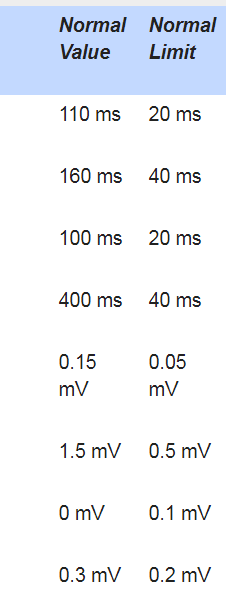 Normal Normal
Value Limit
110 ms 20 ms
160 ms 40 ms
100 ms 20 ms
400 ms 40 ms
0.15 0.05
mV mV
1.5 mV 0.5 mV
0 mV 0.1 mV
0.3 mV 0.2 mV